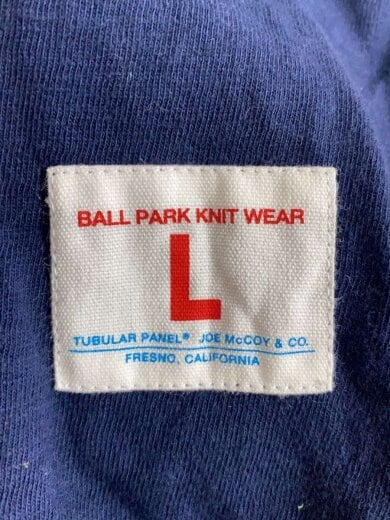 BALL PARK KNIT WEAR
L
TUBULAR PANEL® JOE McCOY & CO.
FRESNO, CALIFORNIA